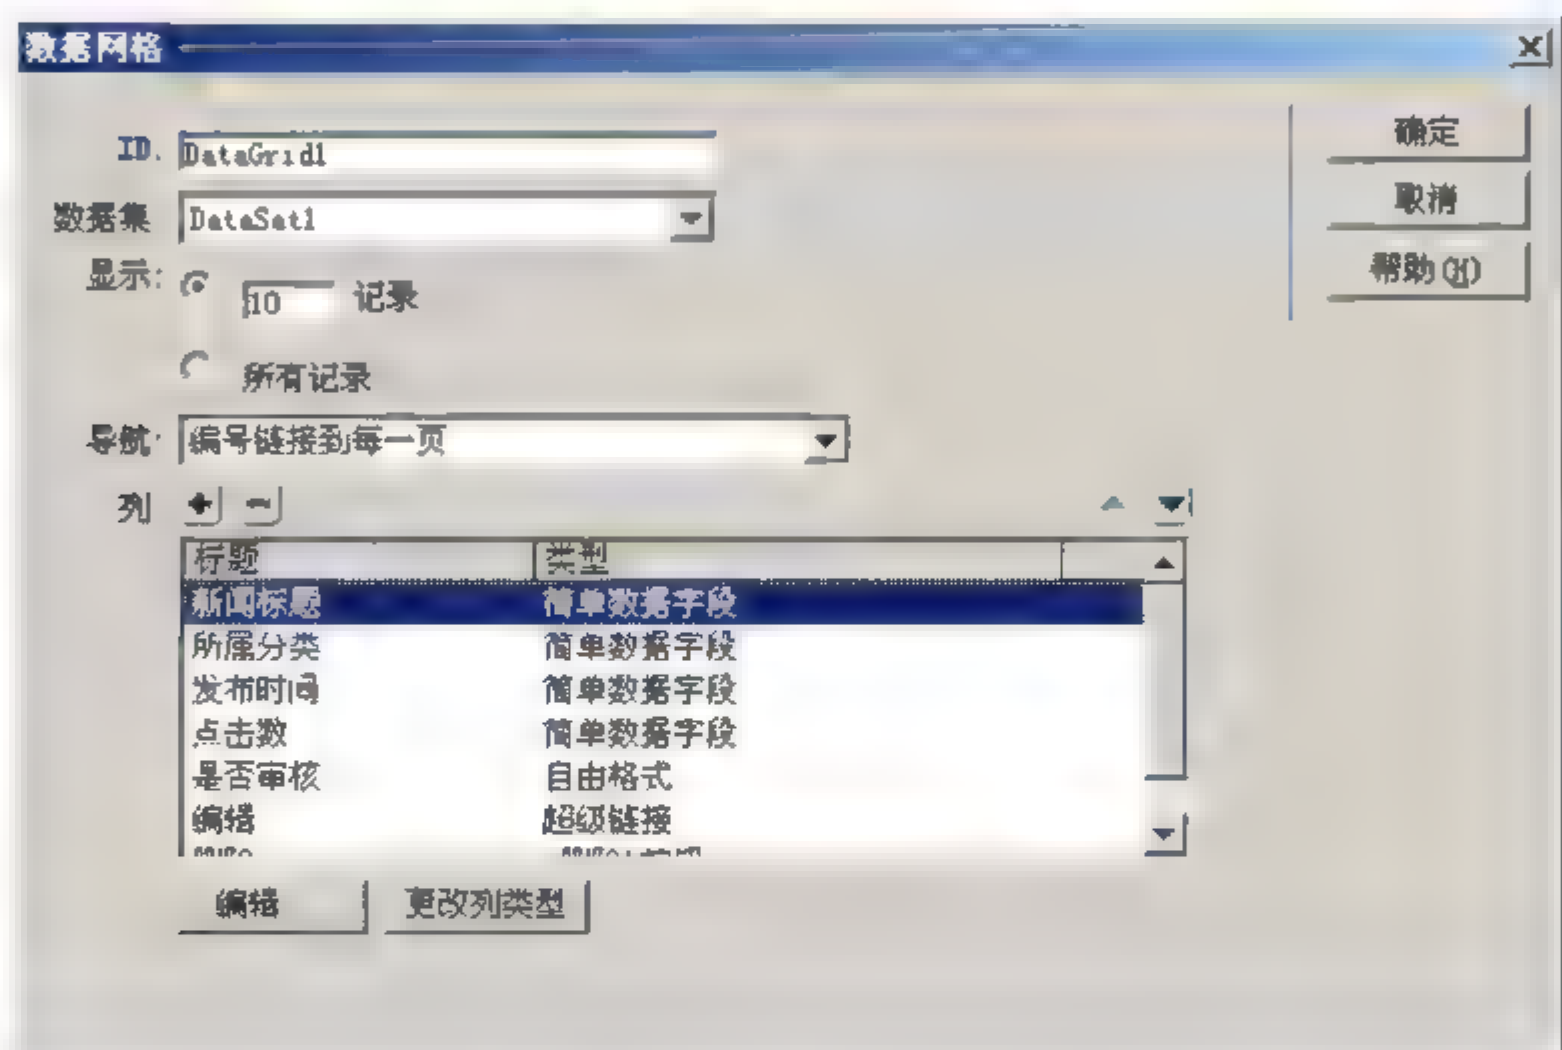 数据网格
ID. DataGrid1
数据集 DataSet1
显示: 10 记录
所有记录
导航: 编号链接到每一页
列
标题 类型
新闻标题 简单数据字段
所属分类 简单数据字段
发布时间 简单数据字段
点击数 简单数据字段
是否审核 自由格式
编辑 超级链接
编辑 更改列类型
确定
取消
帮助(H)